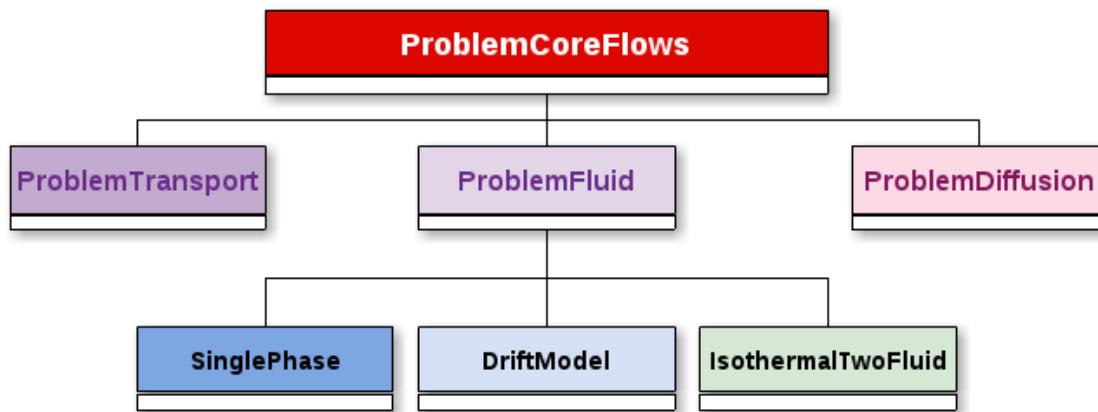 ProblemCoreFlows
ProblemTransport
ProblemFluid
ProblemDiffusion
SinglePhase
DriftModel
IsothermalTwoFluid